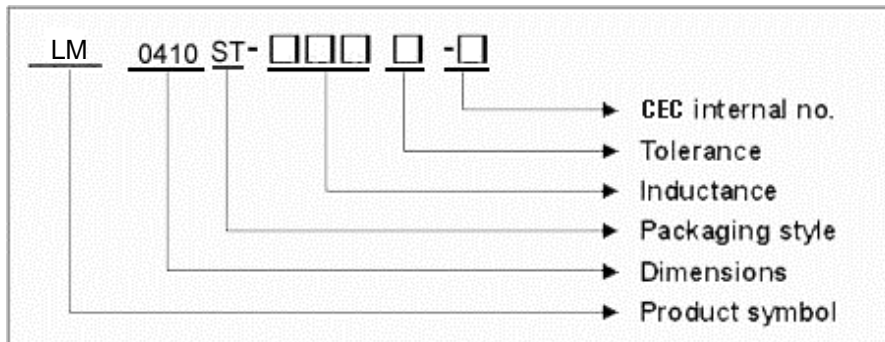 LM 0410 ST-□□□ □ -□
CEC internal no.
Tolerance
Inductance
Packaging style
Dimensions
Product symbol